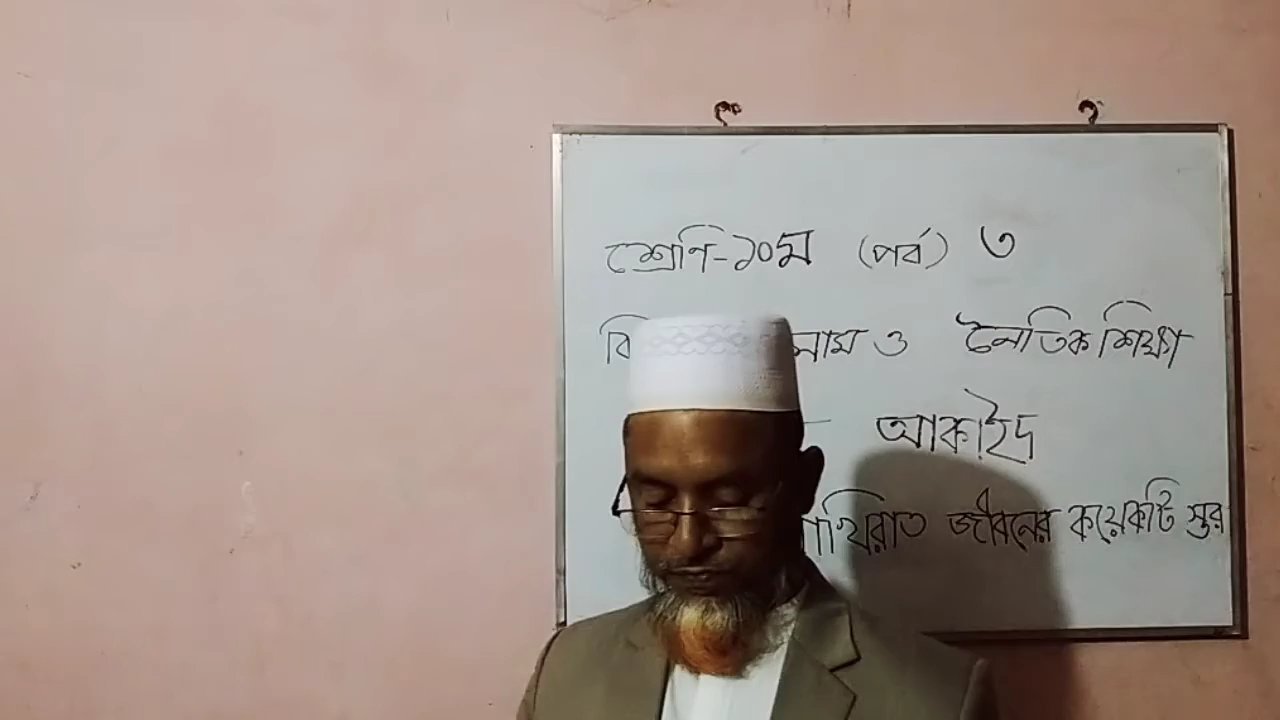 শ্রেণি-১০ম (পর্ব) ৩
ও নৈতিক শিক্ষা
আকাইদ
জীবনের কয়েকটি স্তর